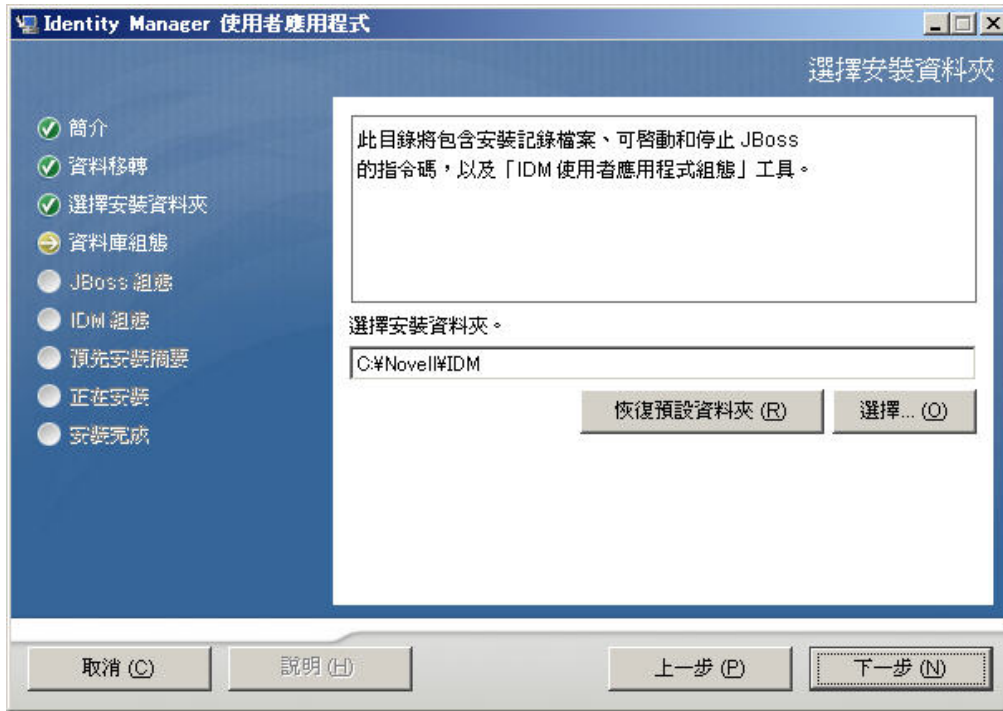 Identity Manager 使用者應用程式
選擇安裝資料夾
簡介
資料移轉
選擇安裝資料夾
資料庫組態
JBoss 組態
IDM 組態
預先安裝摘要
正在安裝
安裝完成
此目錄將包含安裝記錄檔案、可啟動和停止 JBoss
的指令碼，以及「IDM 使用者應用程式組態」工具。
選擇安裝資料夾。
C:¥Novell¥IDM
恢復預設資料夾 (R)
選擇... (O)
取消 (C)
說明 (H)
上一步 (P)
下一步 (N)